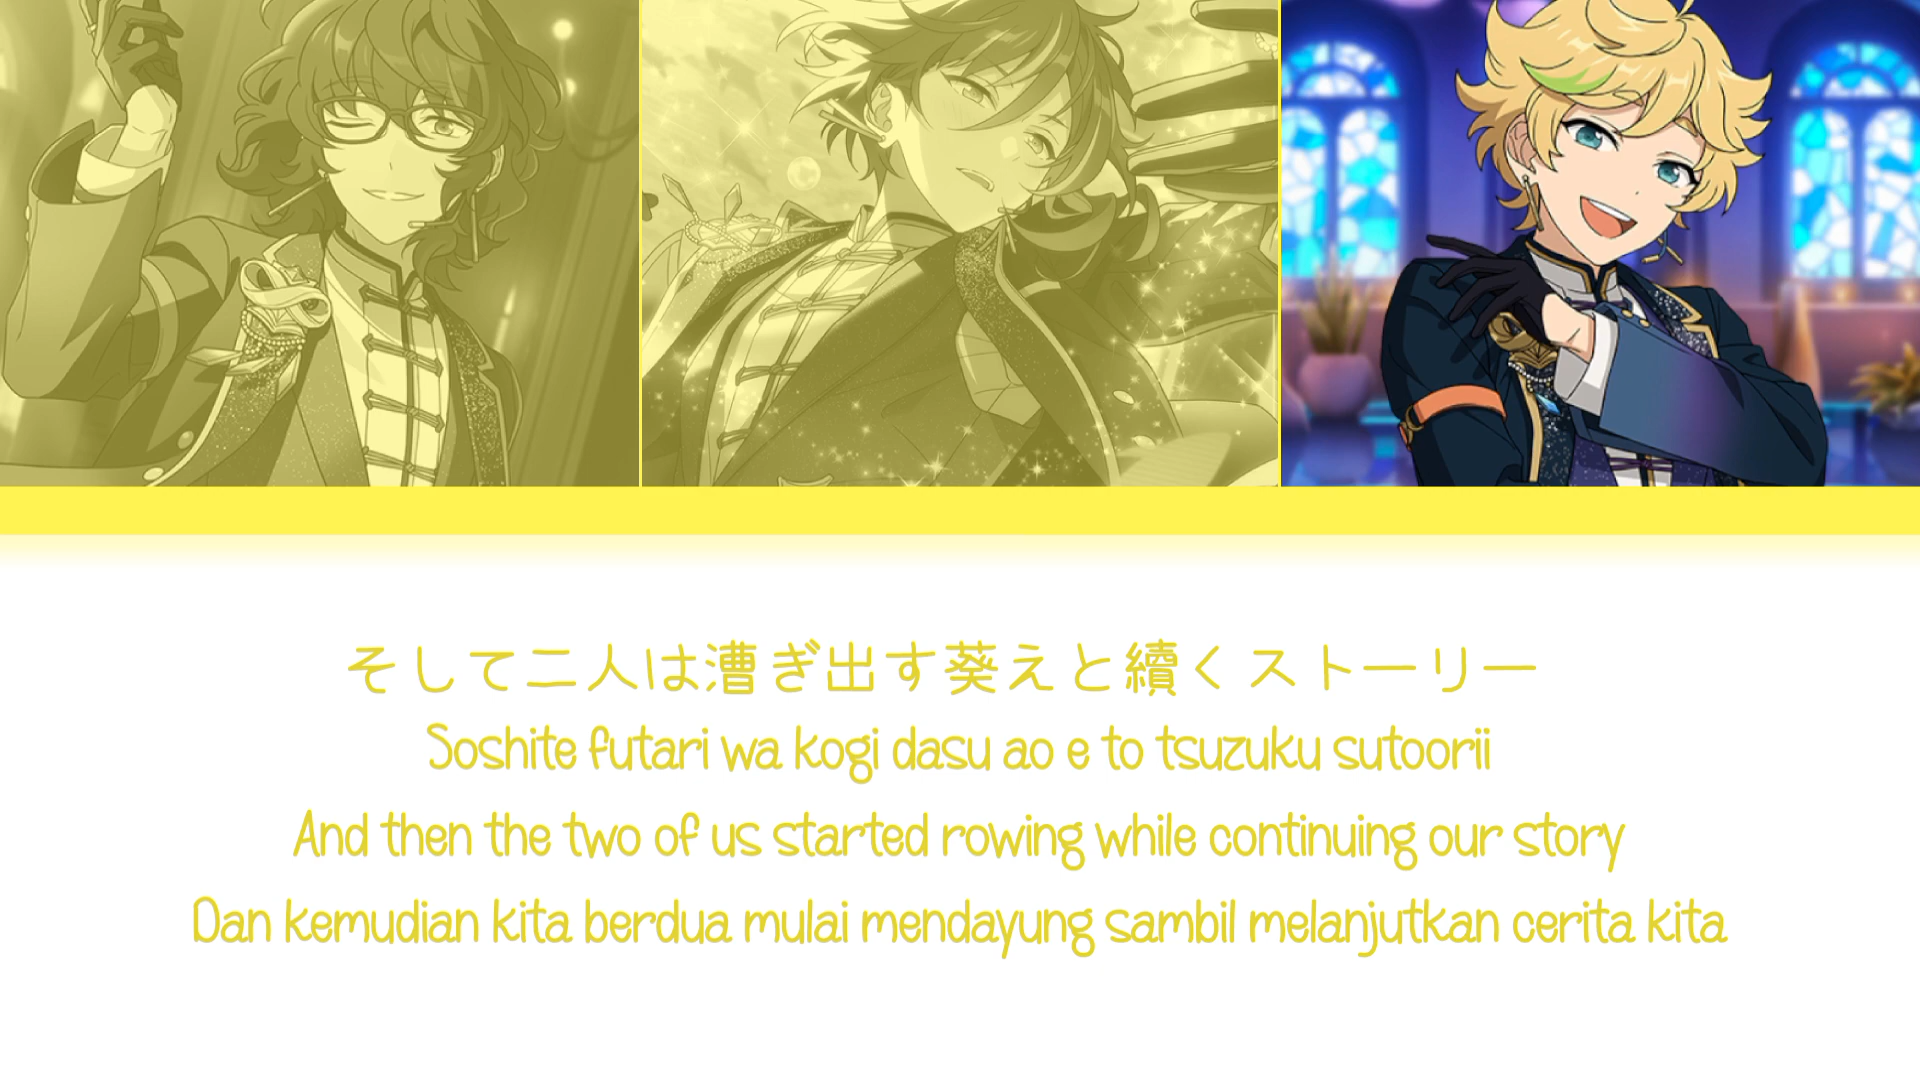 そして二人は漕ぎ出す葵えと續くストーリー
Soshite futari wa kogi dasu ao e to tsuzuku sutoorii
And then the two of us started rowing while continuing our story
Dan kemudian kita berdua mulai mendayung sambil melanjutkan cerita kita